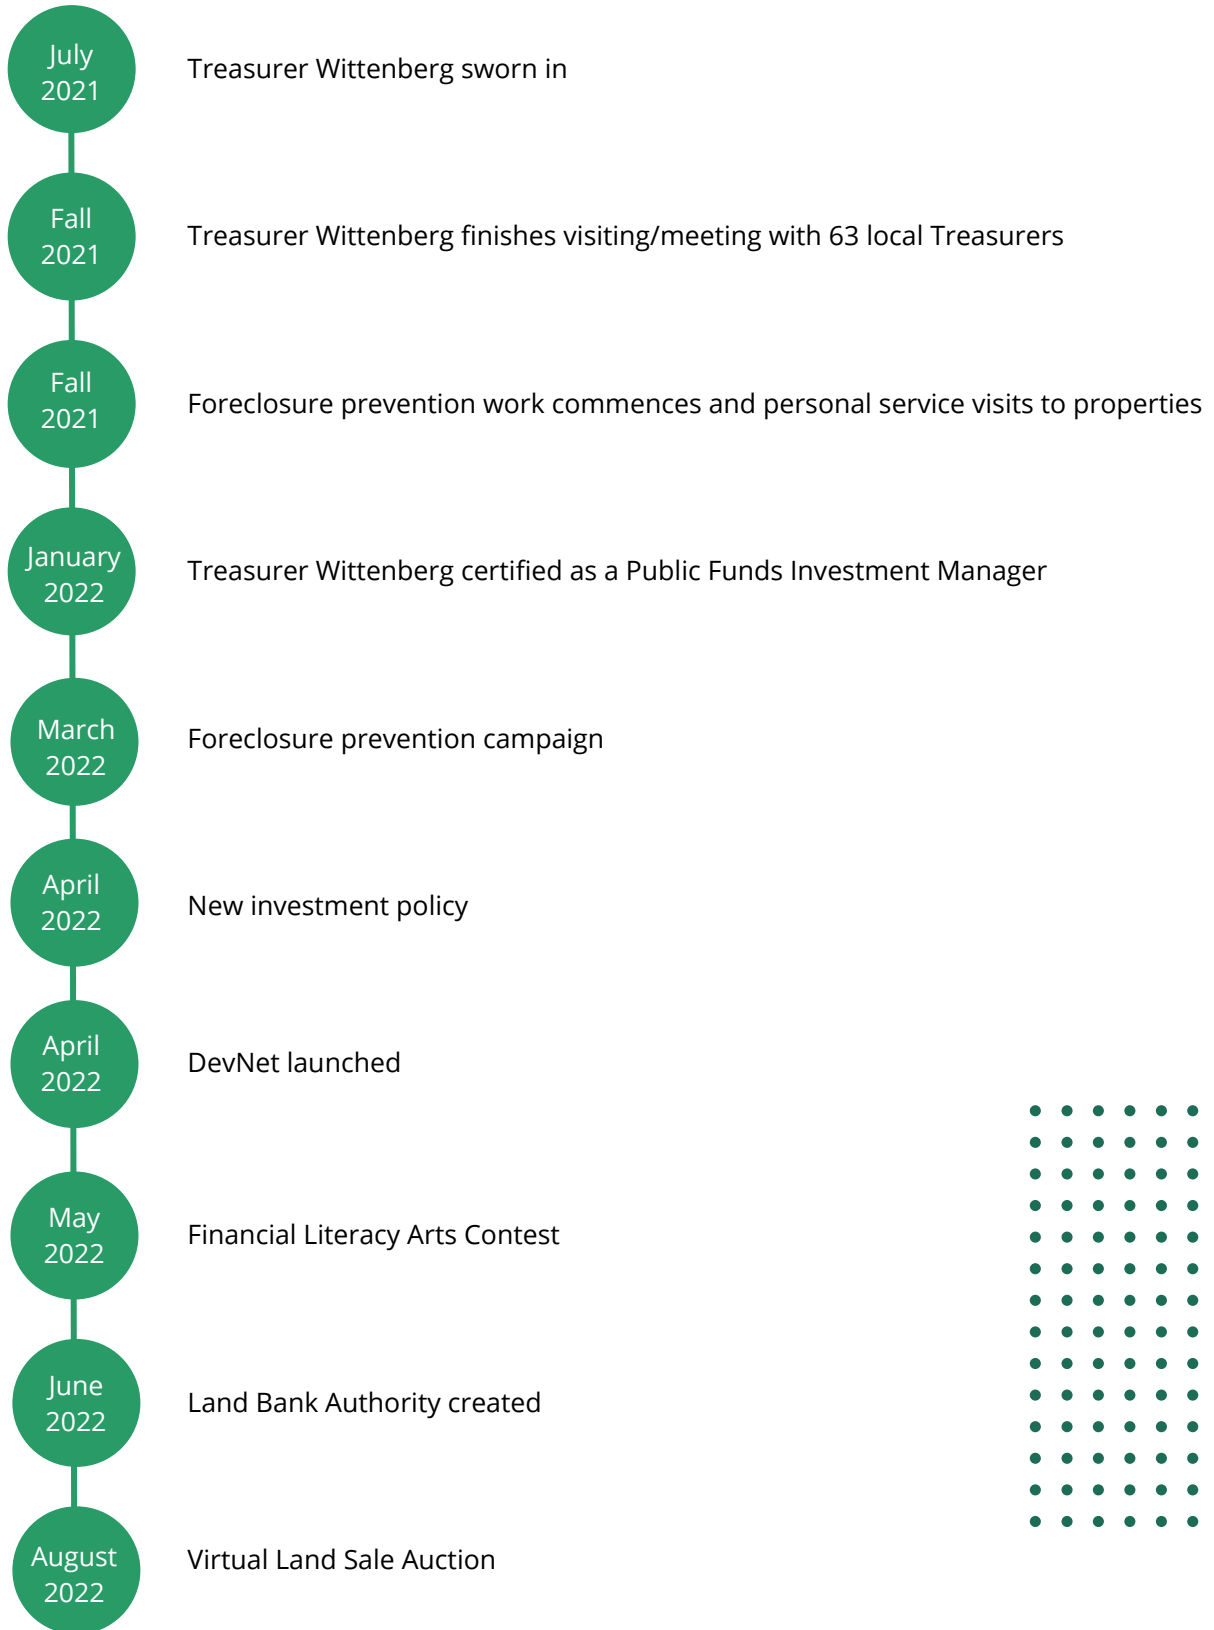 July
2021
Treasurer Wittenberg sworn in
Fall
2021
Treasurer Wittenberg finishes visiting/meeting with 63 local Treasurers
Fall
2021
Foreclosure prevention work commences and personal service visits to properties
January
2022
Treasurer Wittenberg certified as a Public Funds Investment Manager
March
2022
Foreclosure prevention campaign
April
2022
New investment policy
April
2022
DevNet launched
May
2022
Financial Literacy Arts Contest
June
2022
Land Bank Authority created
August
2022
Virtual Land Sale Auction